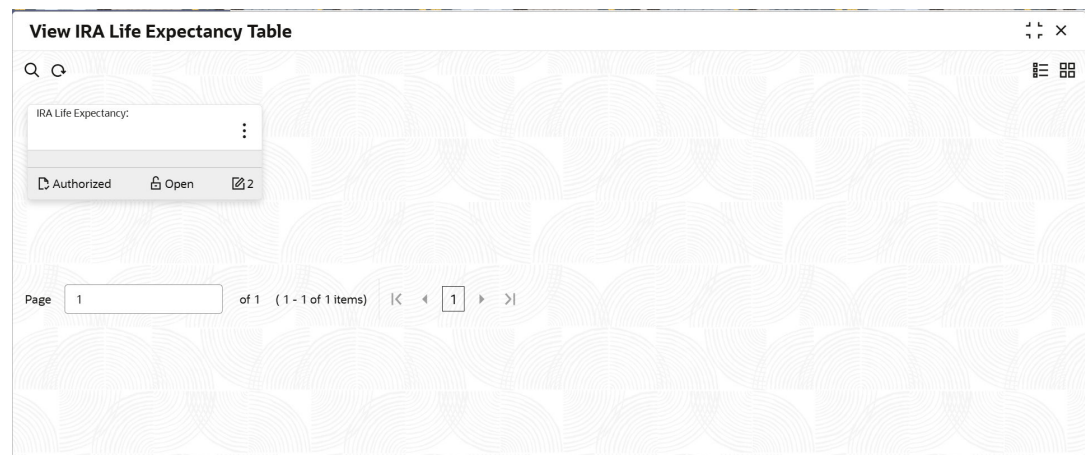 View IRA Life Expectancy Table
IRA Life Expectancy:
Authorized Open 2
Page 1 of 1 ( 1 - 1 of 1 items) 1